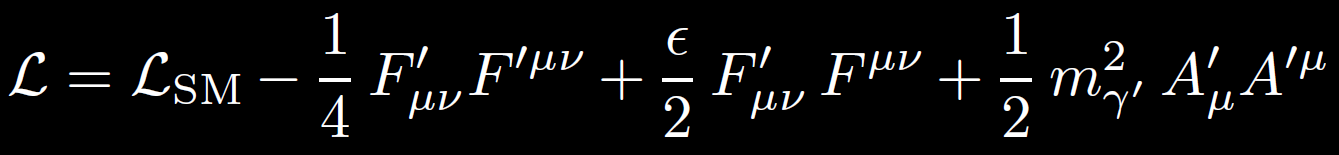 ℒ = ℒ_SM − 1/4 F′_μν F′^μν + ϵ/2 F′_μν F^μν + 1/2 m²_γ′ A′_μ A′^μ